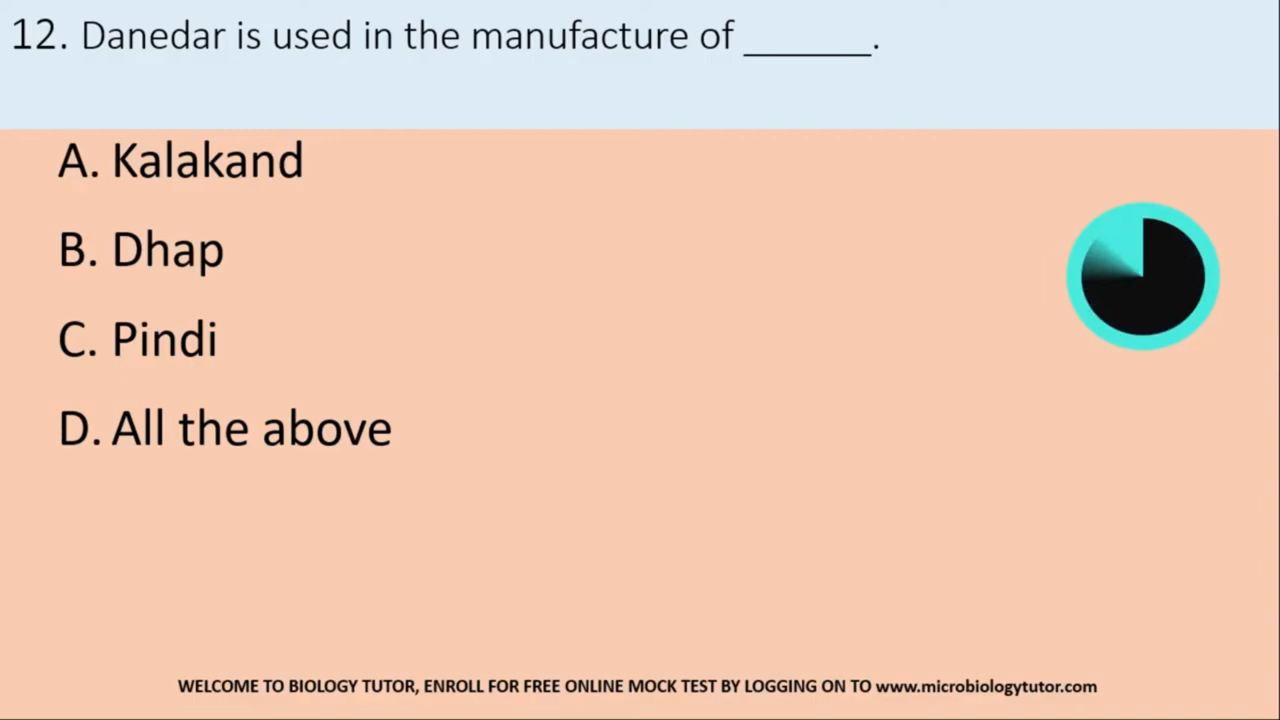 12. Danedar is used in the manufacture of ______.
A. Kalakand
B. Dhap
C. Pindi
D. All the above
WELCOME TO BIOLOGY TUTOR, ENROLL FOR FREE ONLINE MOCK TEST BY LOGGING ON TO www.microbiologytutor.com